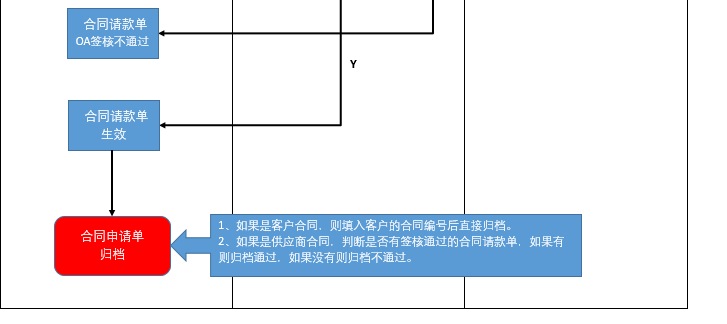 合同请款单
OA签核不通过
Y
合同请款单
生效
合同申请单
归档
1、如果是客户合同，则填入客户的合同编号后直接归档。
2、如果是供应商合同，判断是否有签核通过的合同请款单，如果有
则归档通过，如果没有则归档不通过。